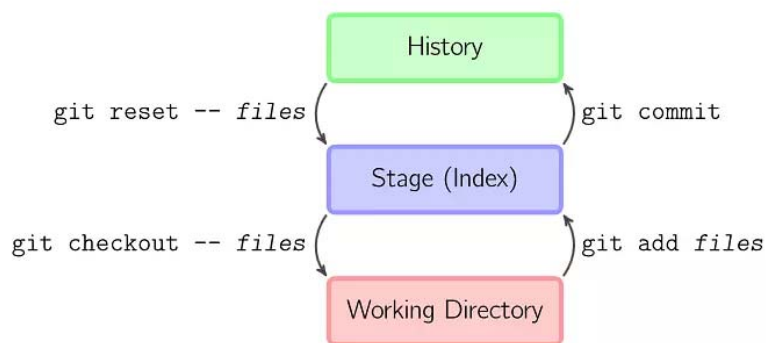 History
git reset -- files
git commit
Stage (Index)
git checkout -- files
git add files
Working Directory